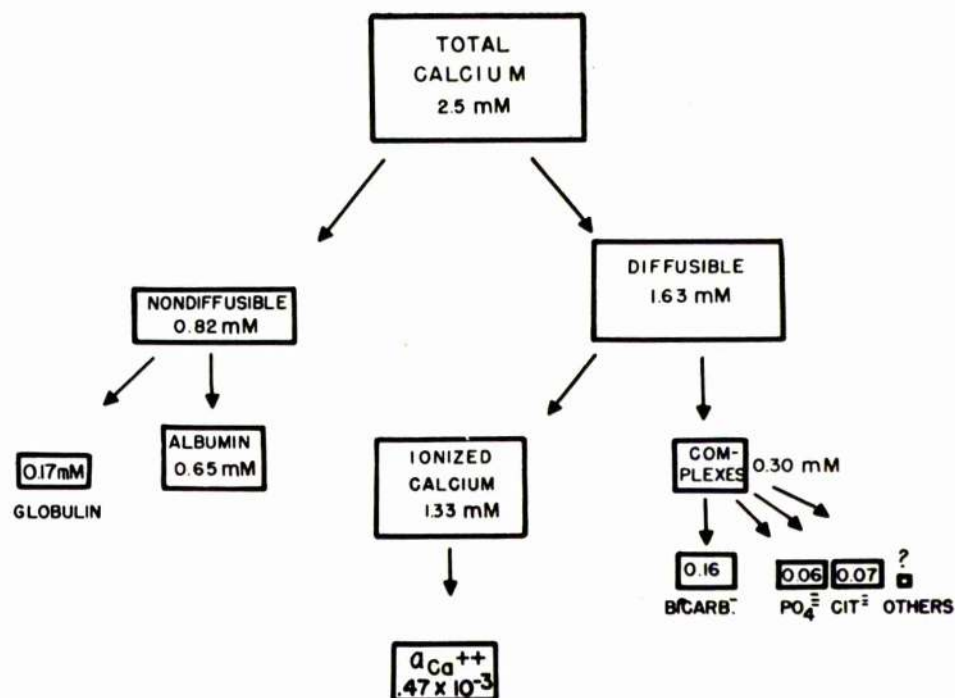 TOTAL
CALCIUM
2.5 mM
DIFFUSIBLE
1.63 mM
NONDIFFUSIBLE
0.82 mM
ALBUMIN
0.65 mM
0.17mM
GLOBULIN
IONIZED
CALCIUM
1.33 mM
COM-
PLEXES
0.30 mM
0.16
BICARB.⁻
0.06
PO₄≡
0.07
CIT≡
?
OTHERS
aCa++
.47 x 10⁻³